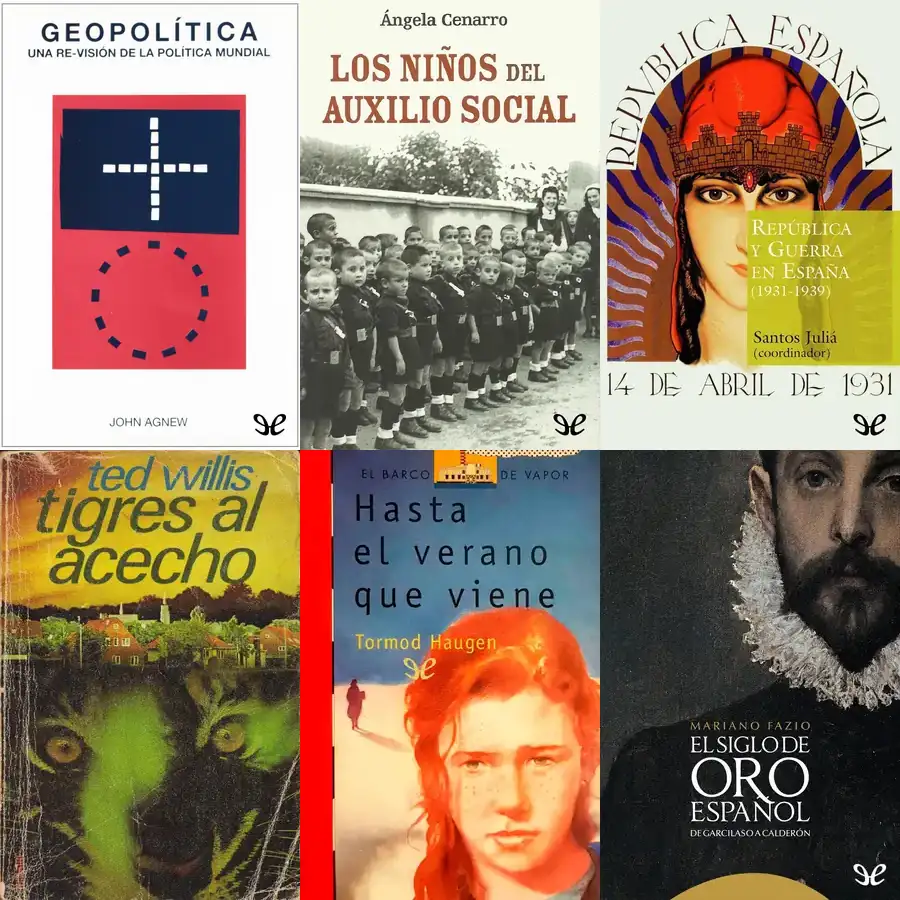 GEOPOLÍTICA
UNA RE-VISIÓN DE LA POLÍTICA MUNDIAL
JOHN AGNEW
Ángela Cenarro
LOS NIÑOS DEL
AUXILIO SOCIAL
REPVBLICA ESPAÑOLA
REPÚBLICA
Y GUERRA
EN ESPAÑA
(1931-1939)
Santos Juliá
(coordinador)
14 DE ABRIL DE 1931
ted willis
tigres al
acecho
EL BARCO DE VAPOR
Hasta
el verano
que viene
Tormod Haugen
MARIANO FAZIO
EL SIGLO DE
ORO
ESPAÑOL
DE GARCILASO A CALDERÓN